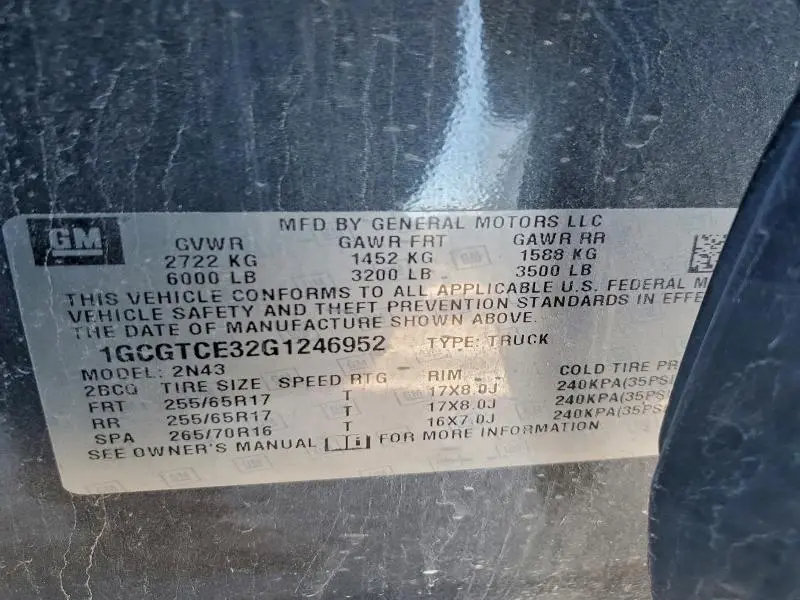 GM
MFD BY GENERAL MOTORS LLC
GVWR GAWR FRT GAWR RR
2722 KG 1452 KG 1588 KG
6000 LB 3200 LB 3500 LB
THIS VEHICLE CONFORMS TO ALL APPLICABLE U.S. FEDERAL M
VEHICLE SAFETY AND THEFT PREVENTION STANDARDS IN EFFE
THE DATE OF MANUFACTURE SHOWN ABOVE.
1GCGTCE32G1246952 TYPE: TRUCK
MODEL: 2N43
2BCQ TIRE SIZE SPEED RTG RIM COLD TIRE PR
FRT 255/65R17 T 17X8.0J 240KPA(35PSI
RR 255/65R17 T 17X8.0J 240KPA(35PSI
SPA 265/70R16 T 16X7.0J 240KPA(35PSI
SEE OWNER'S MANUAL FOR MORE INFORMATION